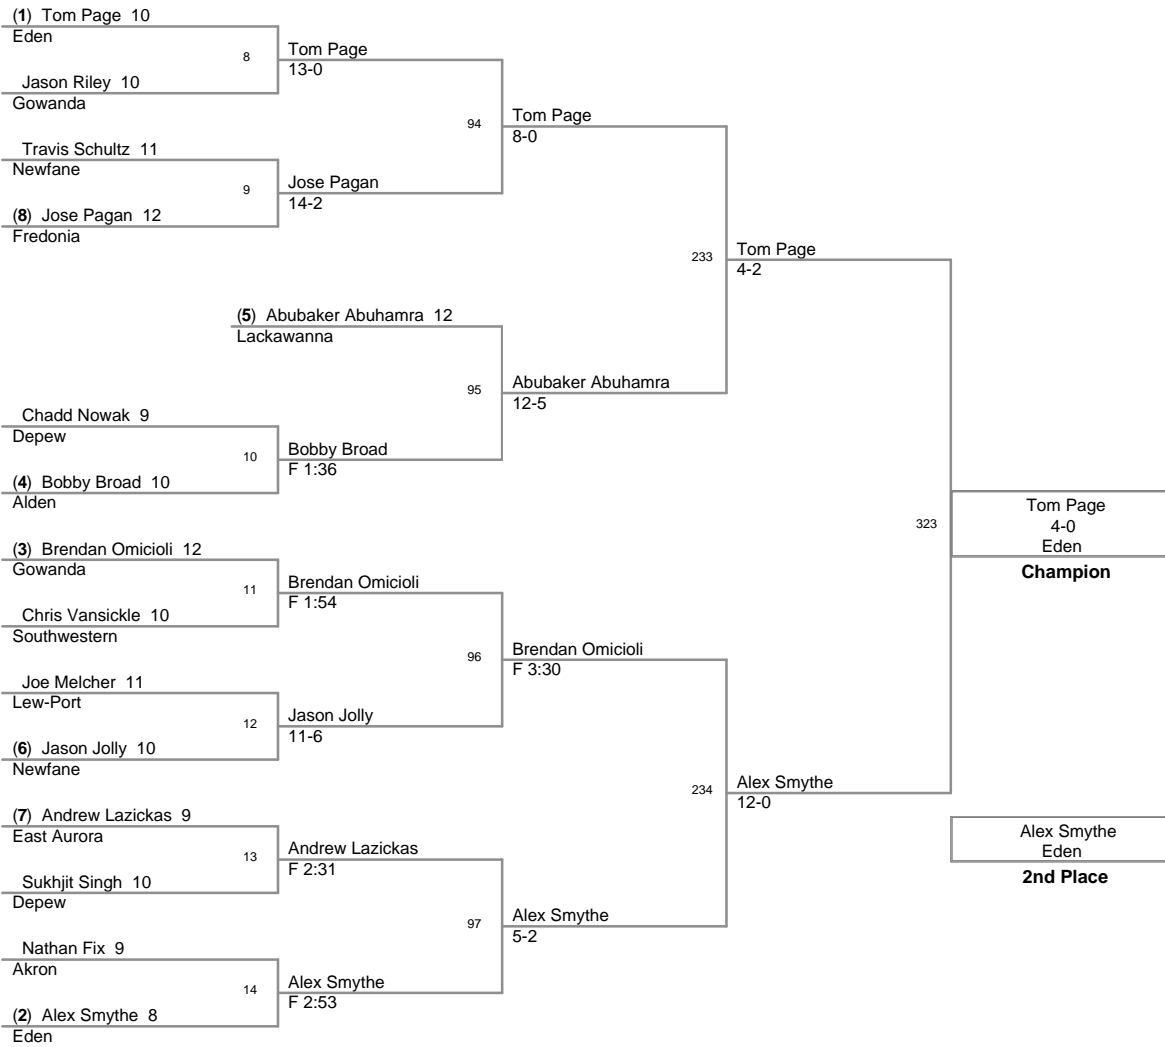 (1) Tom Page 10
Eden
8
Jason Riley 10
Gowanda
Tom Page
13-0
Travis Schultz 11
Newfane
9
(8) Jose Pagan 12
Fredonia
Jose Pagan
14-2
94
Tom Page
8-0
(5) Abubaker Abuhamra 12
Lackawanna
Chadd Nowak 9
Depew
10
(4) Bobby Broad 10
Alden
Bobby Broad
F 1:36
95
Abubaker Abuhamra
12-5
233
Tom Page
4-2
(3) Brendan Omicioli 12
Gowanda
11
Chris Vansickle 10
Southwestern
Brendan Omicioli
F 1:54
Joe Melcher 11
Lew-Port
12
(6) Jason Jolly 10
Newfane
Jason Jolly
11-6
96
Brendan Omicioli
F 3:30
(7) Andrew Lazickas 9
East Aurora
13
Sukhjit Singh 10
Depew
Andrew Lazickas
F 2:31
Nathan Fix 9
Akron
14
(2) Alex Smythe 8
Eden
Alex Smythe
F 2:53
97
Alex Smythe
5-2
234
Alex Smythe
12-0
323
Tom Page
4-0
Eden
Champion
Alex Smythe
Eden
2nd Place